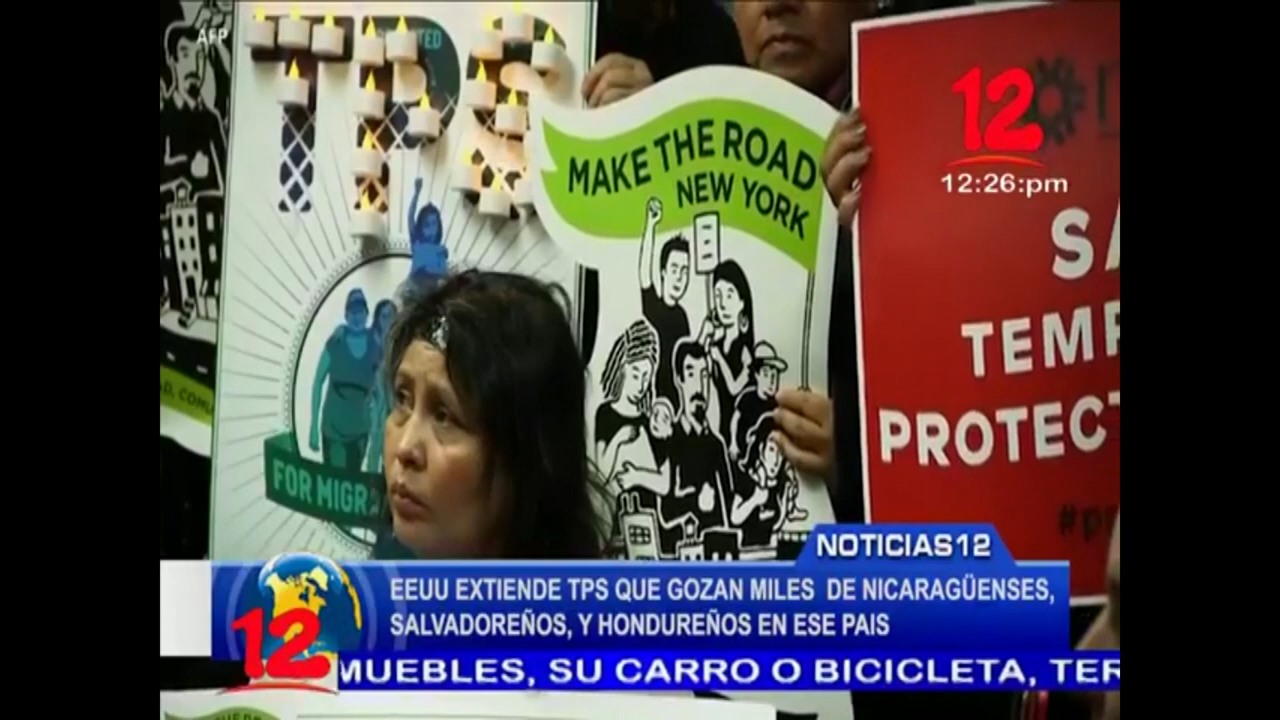 AFP
TPS
MAKE THE ROAD
NEW YORK
12
12:26:pm
TEMP
PROTECT
FOR MIGR
NOTICIAS12
EEUU EXTIENDE TPS QUE GOZAN MILES DE NICARAGÜENSES,
SALVADOREÑOS, Y HONDUREÑOS EN ESE PAIS
12
MUEBLES, SU CARRO O BICICLETA, TER